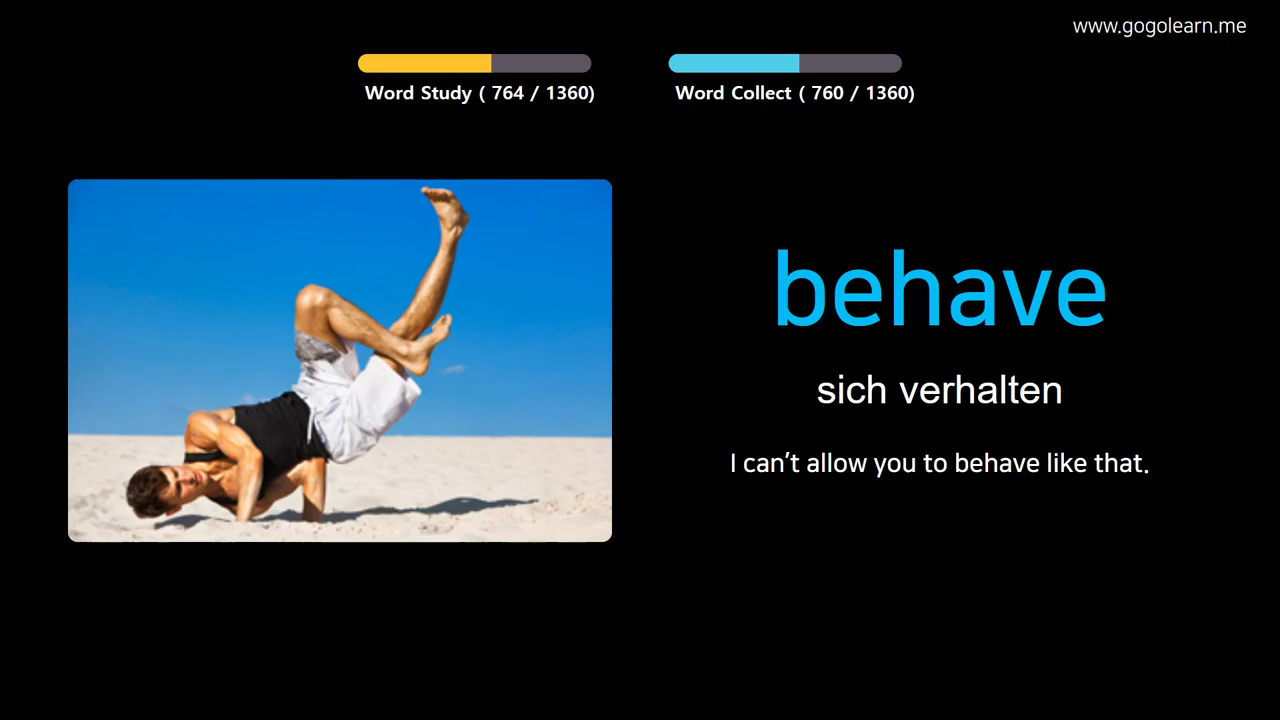 www.gogolearn.me
Word Study ( 764 / 1360)
Word Collect ( 760 / 1360)
behave
sich verhalten
I can't allow you to behave like that.